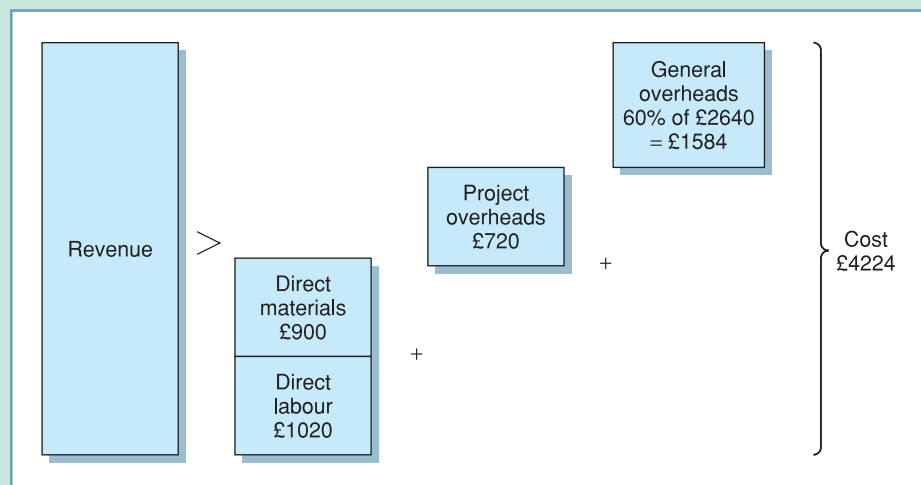 Revenue
>
Direct
materials
£900
Direct
labour
£1020
+
Project
overheads
£720
+
General
overheads
60% of £2640
= £1584
Cost
£4224